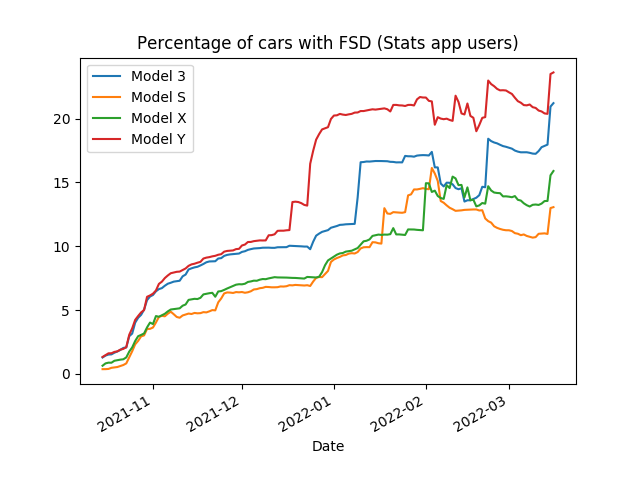 Percentage of cars with FSD (Stats app users)
Model 3
Model S
Model X
Model Y
20
15
10
5
0
2021-11
2021-12
2022-01
2022-02
2022-03
Date